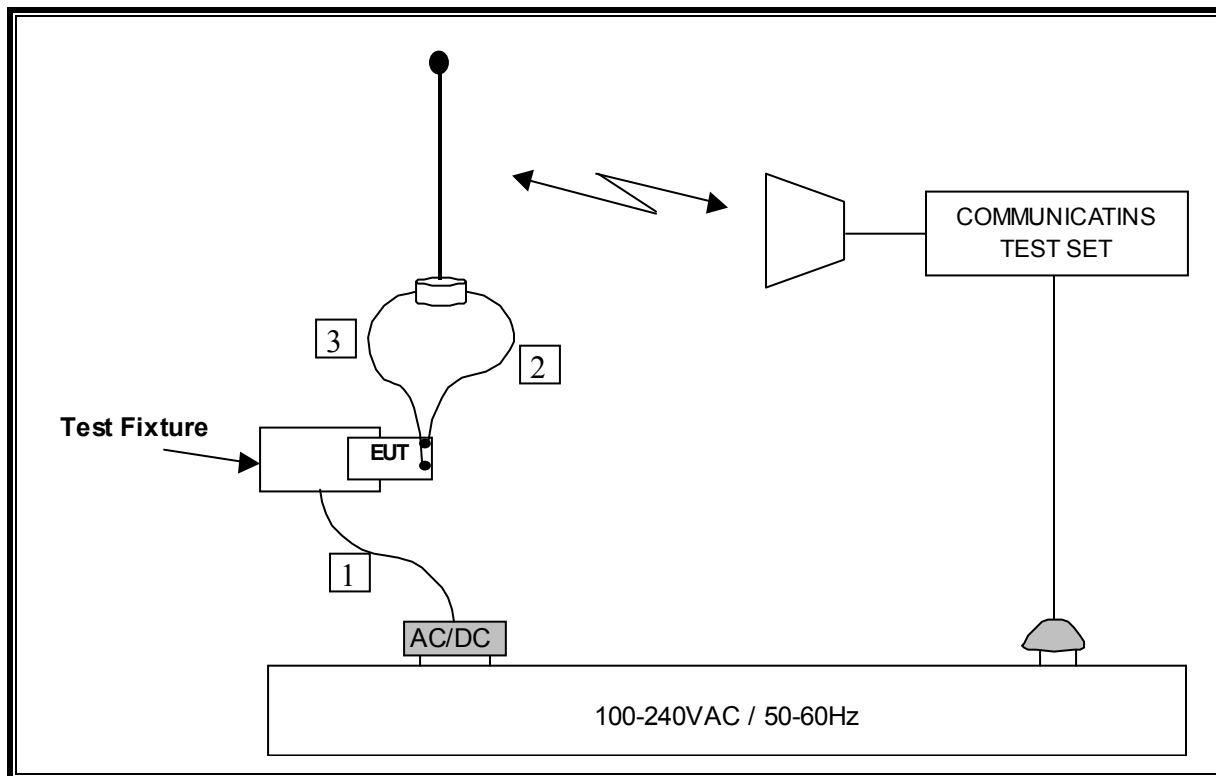 COMMUNICATINS
TEST SET
3
2
Test Fixture
EUT
1
AC/DC
100-240VAC / 50-60Hz